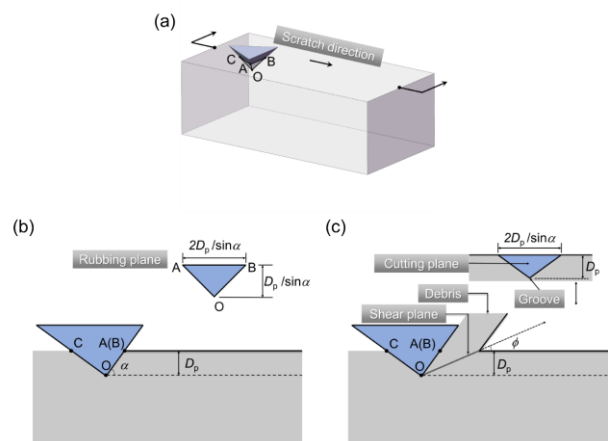 (a)
Scratch direction
C
B
A
O
(b)
2Dp/sinα
Rubbing plane
A
B
Dp/sinα
O
C
A(B)
O
α
Dp
(c)
2Dp/sinα
Cutting plane
Dp
Debris
Groove
Shear plane
C
A(B)
ϕ
O
Dp